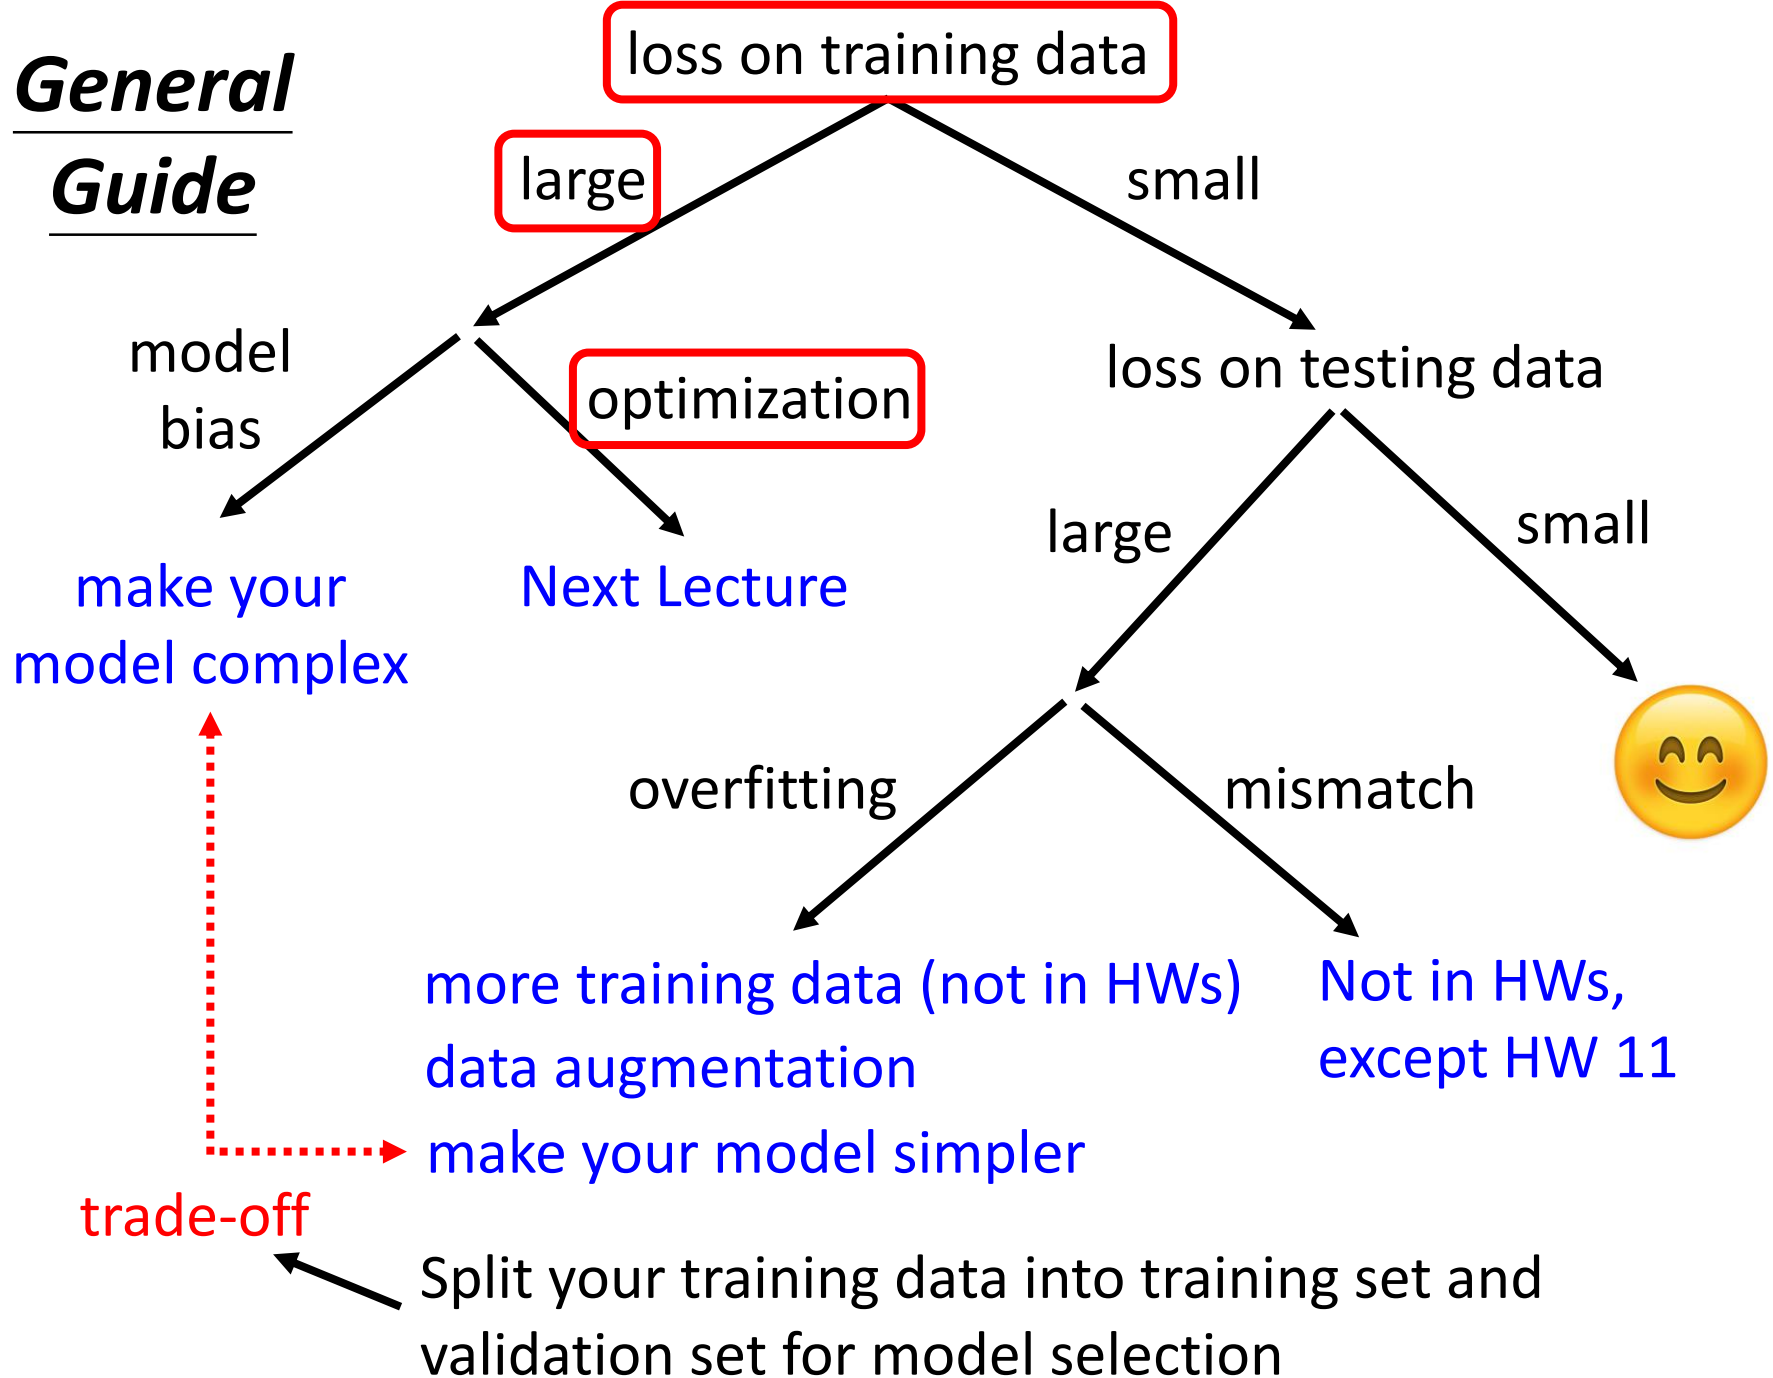 General
Guide
loss on training data
large
small
model
bias
optimization
loss on testing data
make your
model complex
Next Lecture
large
small
overfitting
mismatch
more training data (not in HWs)
data augmentation
make your model simpler
Not in HWs,
except HW 11
trade-off
Split your training data into training set and
validation set for model selection